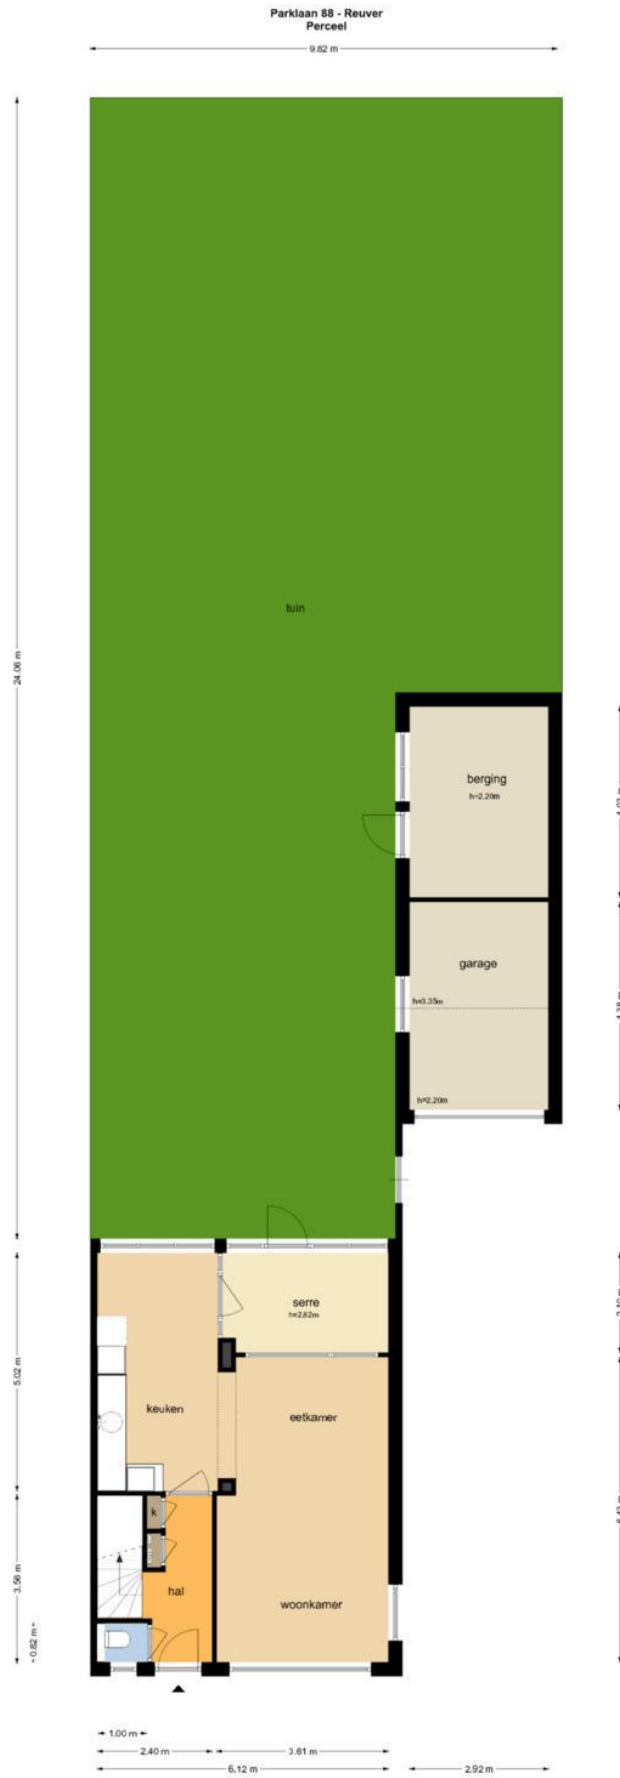 Parklaan 88 - Reuver
Perceel
9.82 m
24.06 m
tuin
berging
h=2.20m
garage
h=3.35m
h=2.20m
serre
h=2.82m
5.02 m
keuken
eetkamer
k
3.56 m
hal
woonkamer
0.82 m
1.00 m
2.40 m
3.61 m
6.12 m
2.92 m